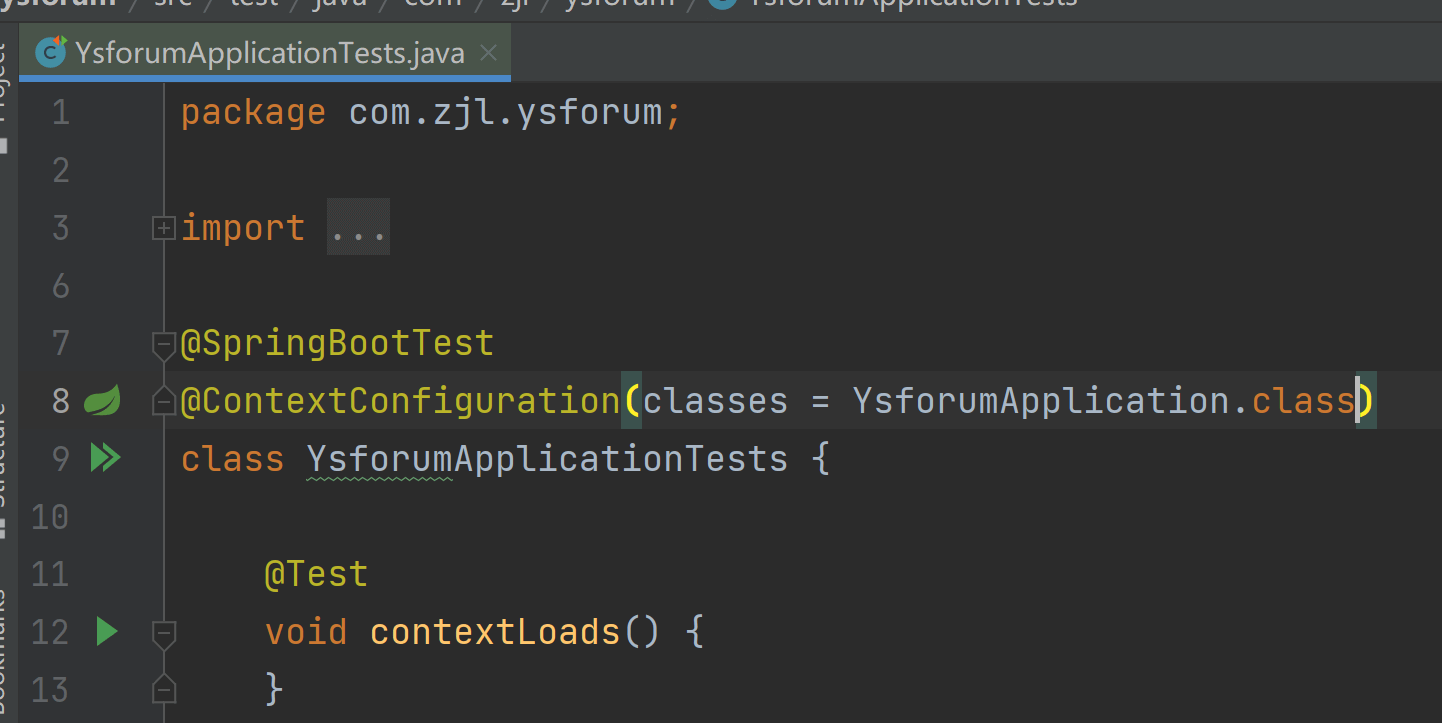 ysforum / src / test / java / com / zjl / ysforum / YsforumApplicationTests
YsforumApplicationTests.java
Project
1 package com.zjl.ysforum;
2
3 import ...
6
7 @SpringBootTest
8 @ContextConfiguration(classes = YsforumApplication.class)
9 class YsforumApplicationTests {
10
11 @Test
12 void contextLoads() {
13 }
Structure
Bookmarks